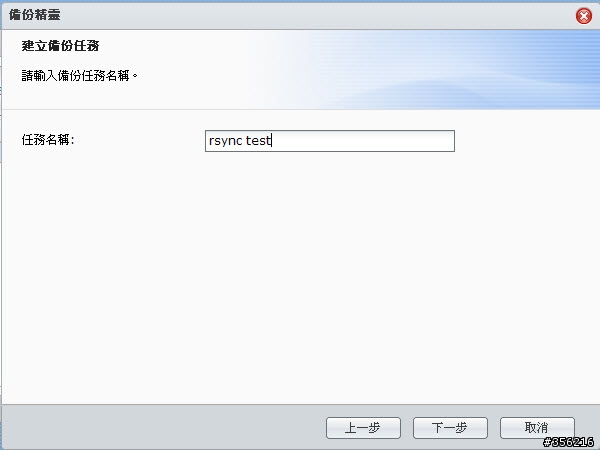 備份精靈
建立備份任務
請輸入備份任務名稱。
任務名稱:
rsync test
上一步
下一步
取消
#356216